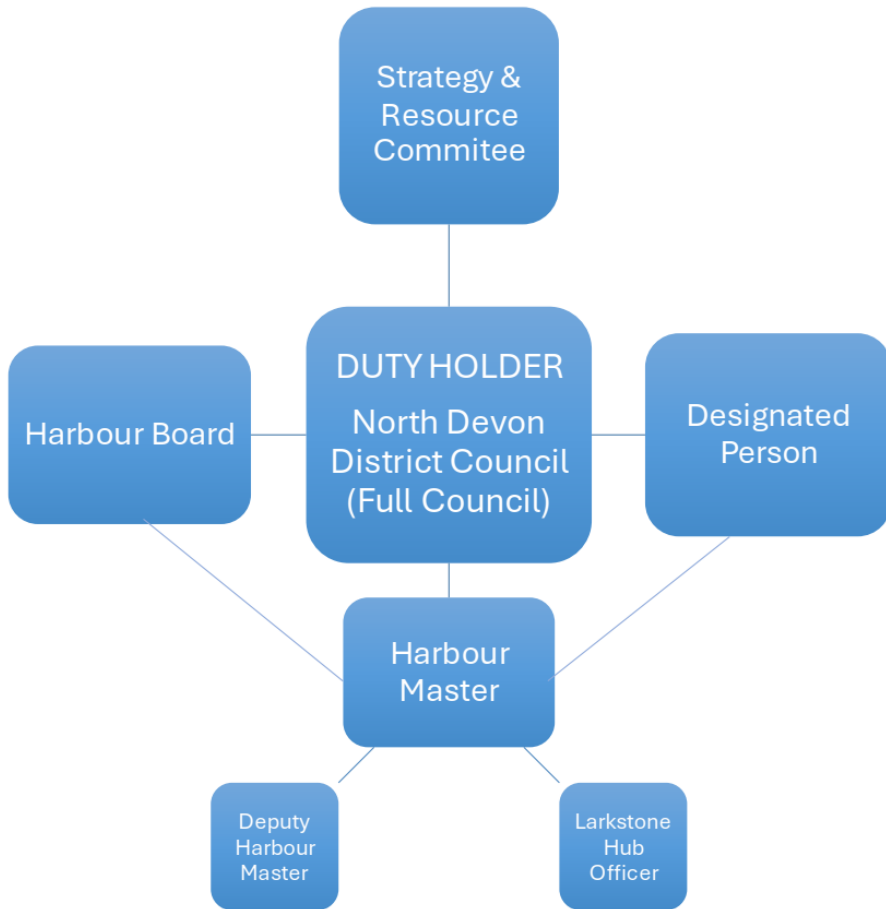 Strategy &
Resource
Commitee
DUTY HOLDER
North Devon
District Council
(Full Council)
Harbour Board
Designated
Person
Harbour
Master
Deputy
Harbour
Master
Larkstone
Hub
Officer